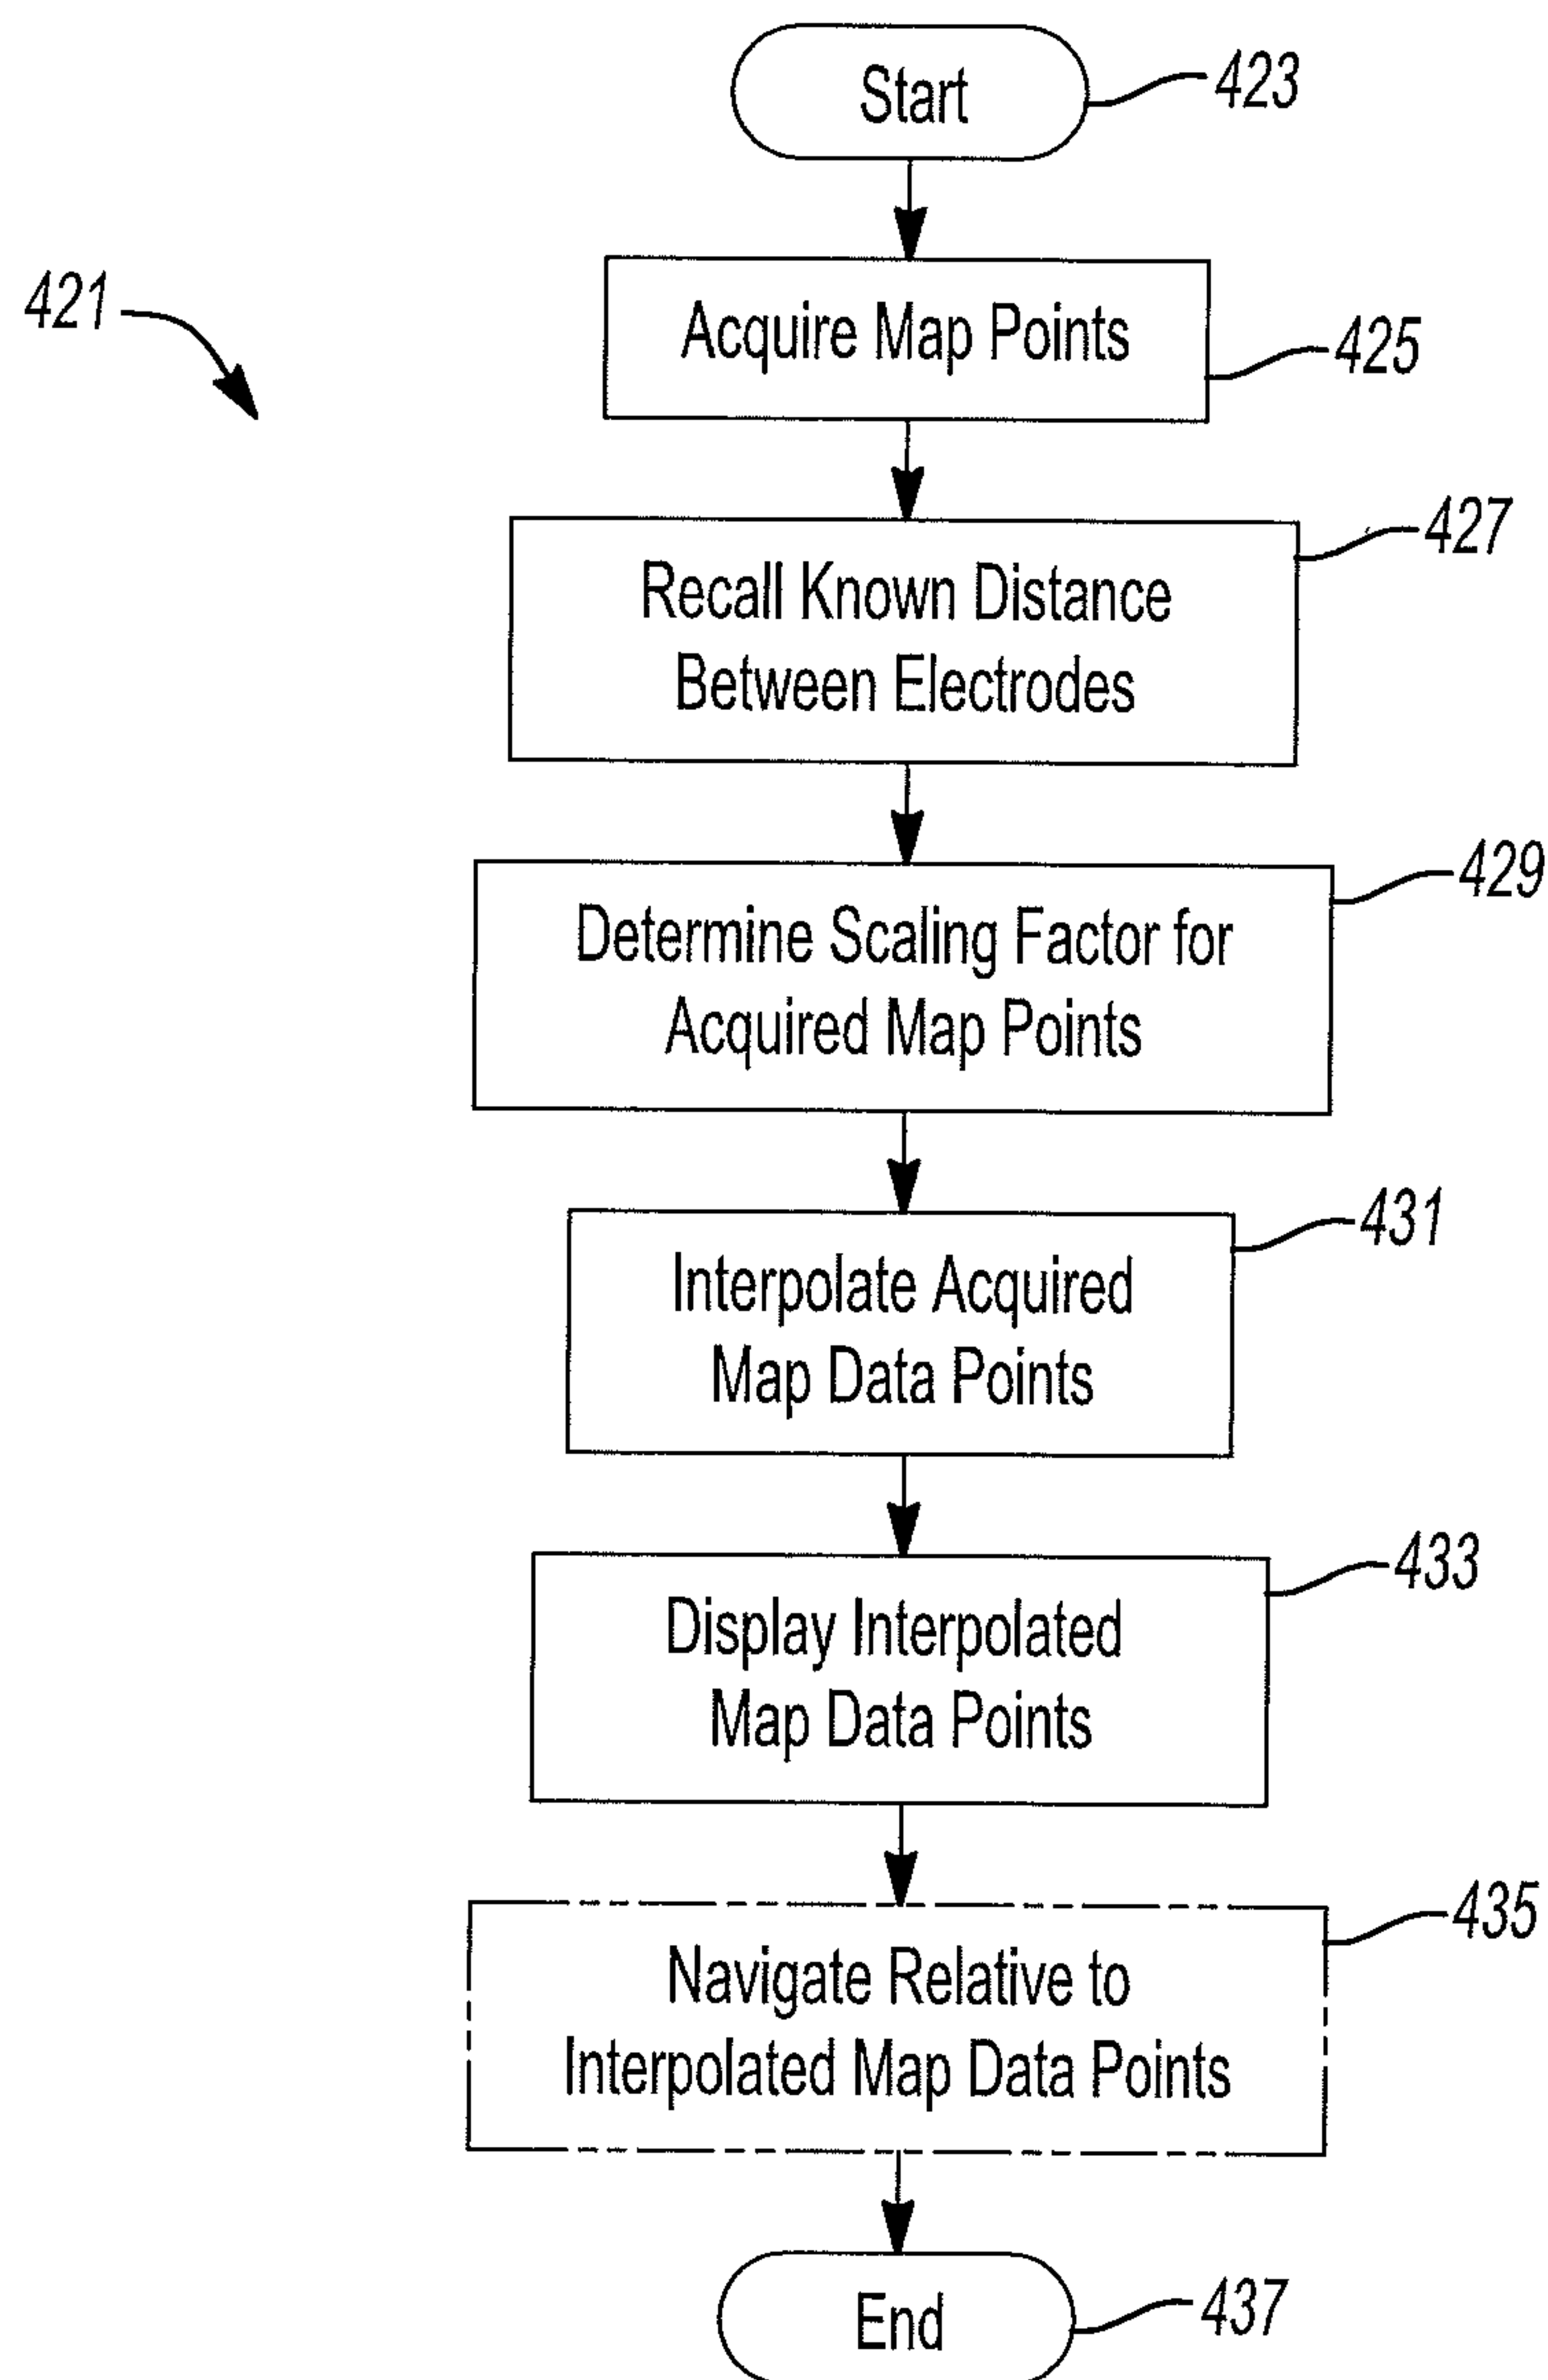 Start
423
421
Acquire Map Points
425
427
Recall Known Distance
Between Electrodes
429
Determine Scaling Factor for
Acquired Map Points
431
Interpolate Acquired
Map Data Points
433
Display Interpolated
Map Data Points
435
Navigate Relative to
Interpolated Map Data Points
End
437